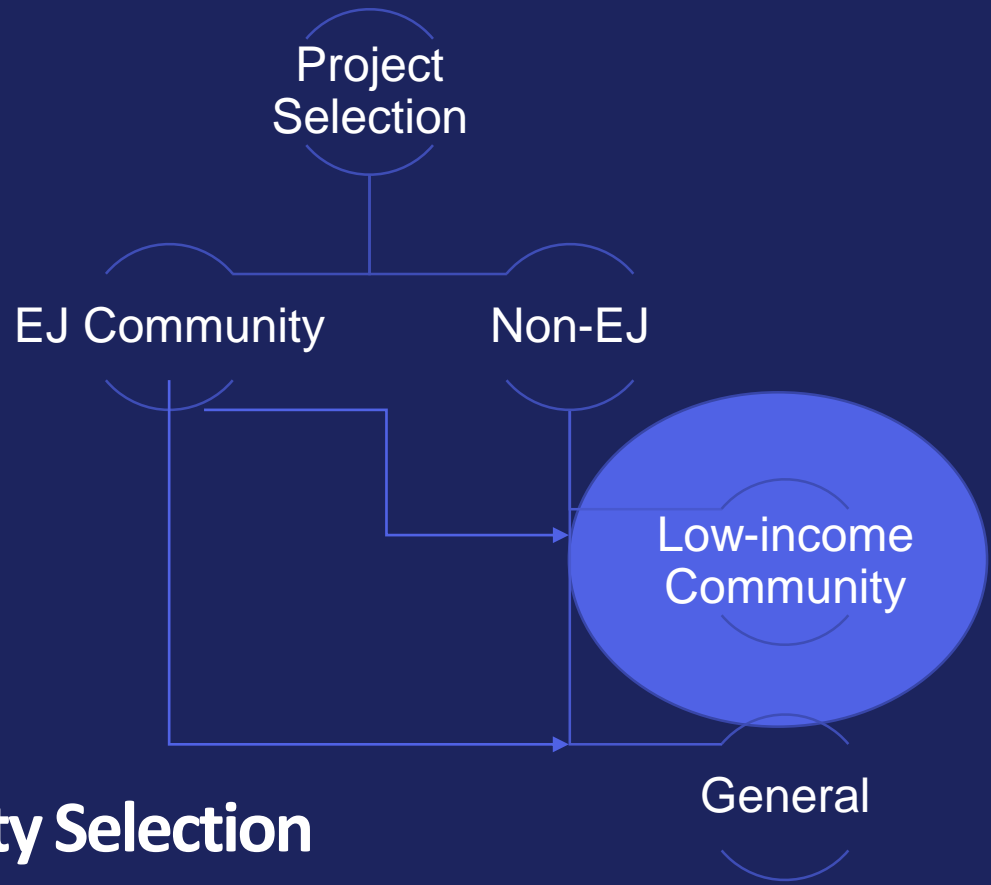 Project
Selection
EJ Community
Non-EJ
Low-income
Community
General
ty Selection